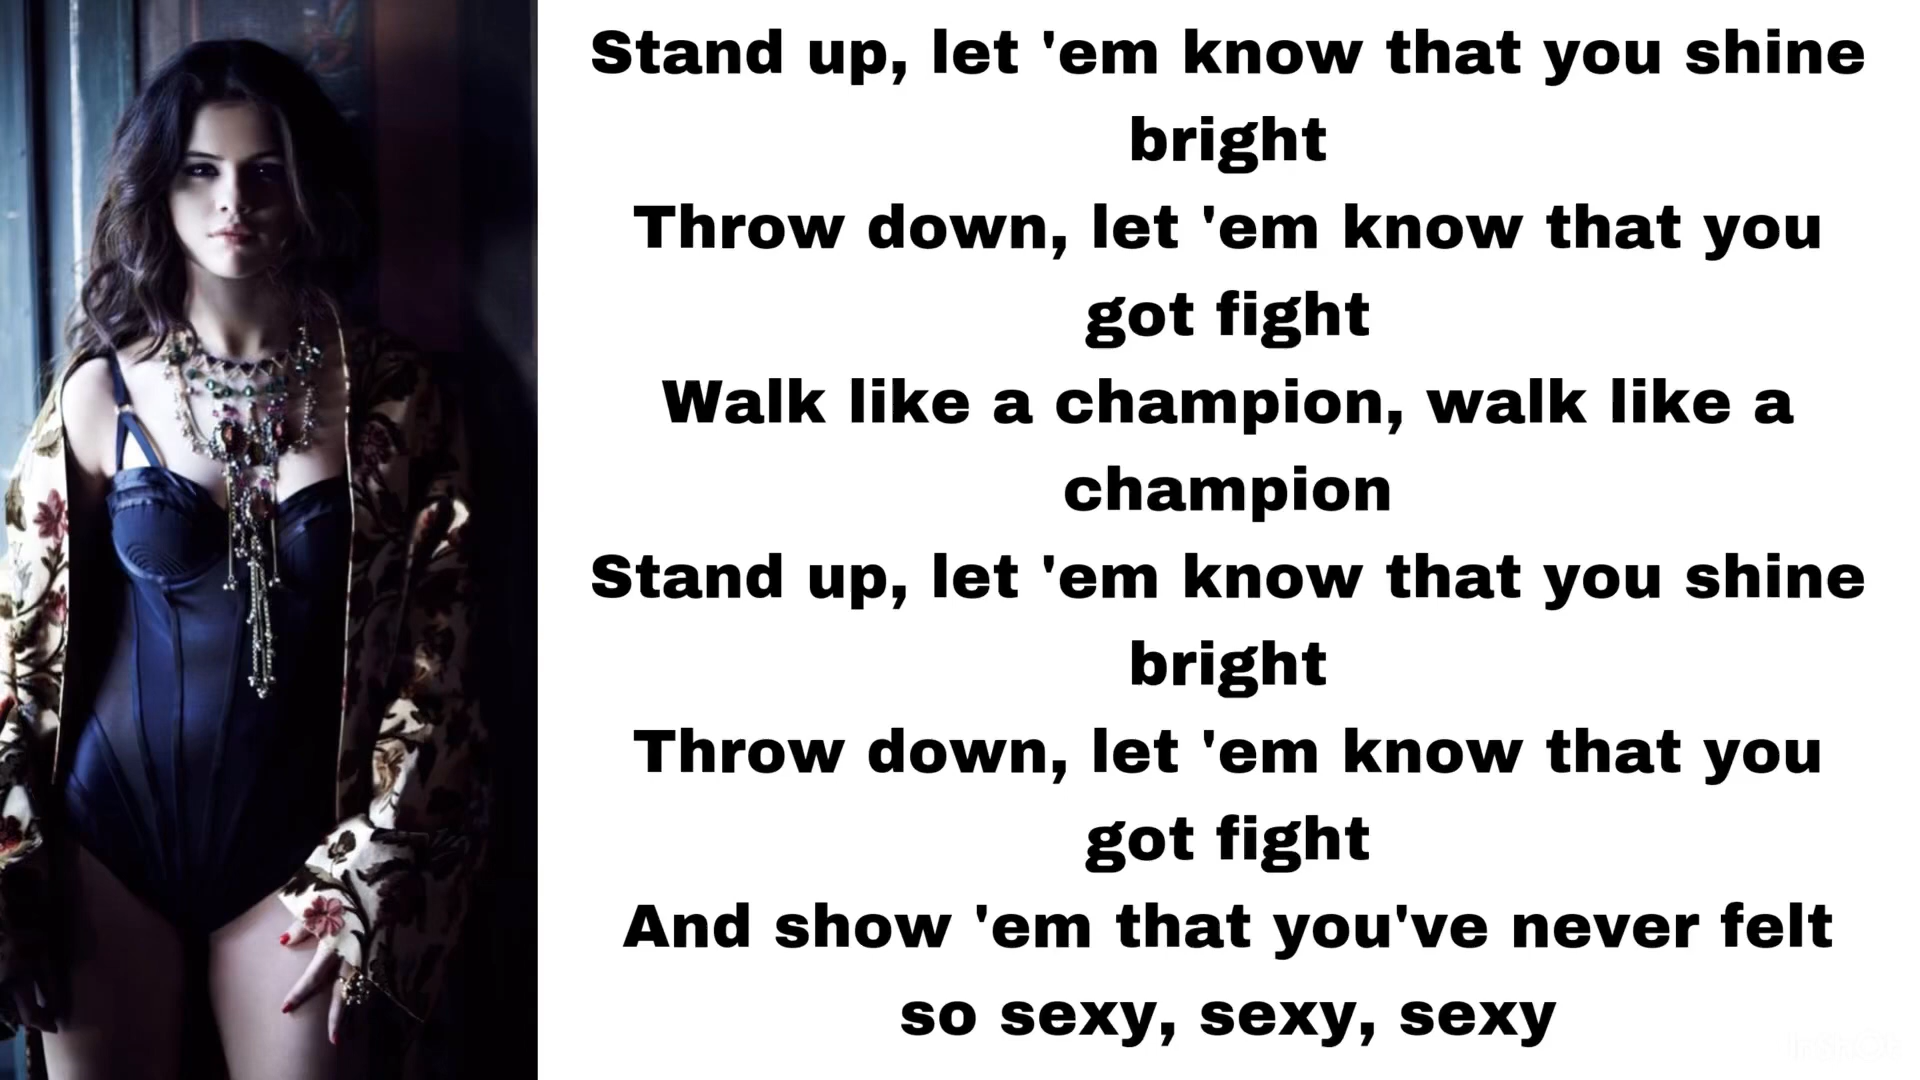 Stand up, let 'em know that you shine
bright
Throw down, let 'em know that you
got fight
Walk like a champion, walk like a
champion
Stand up, let 'em know that you shine
bright
Throw down, let 'em know that you
got fight
And show 'em that you've never felt
so sexy, sexy, sexy